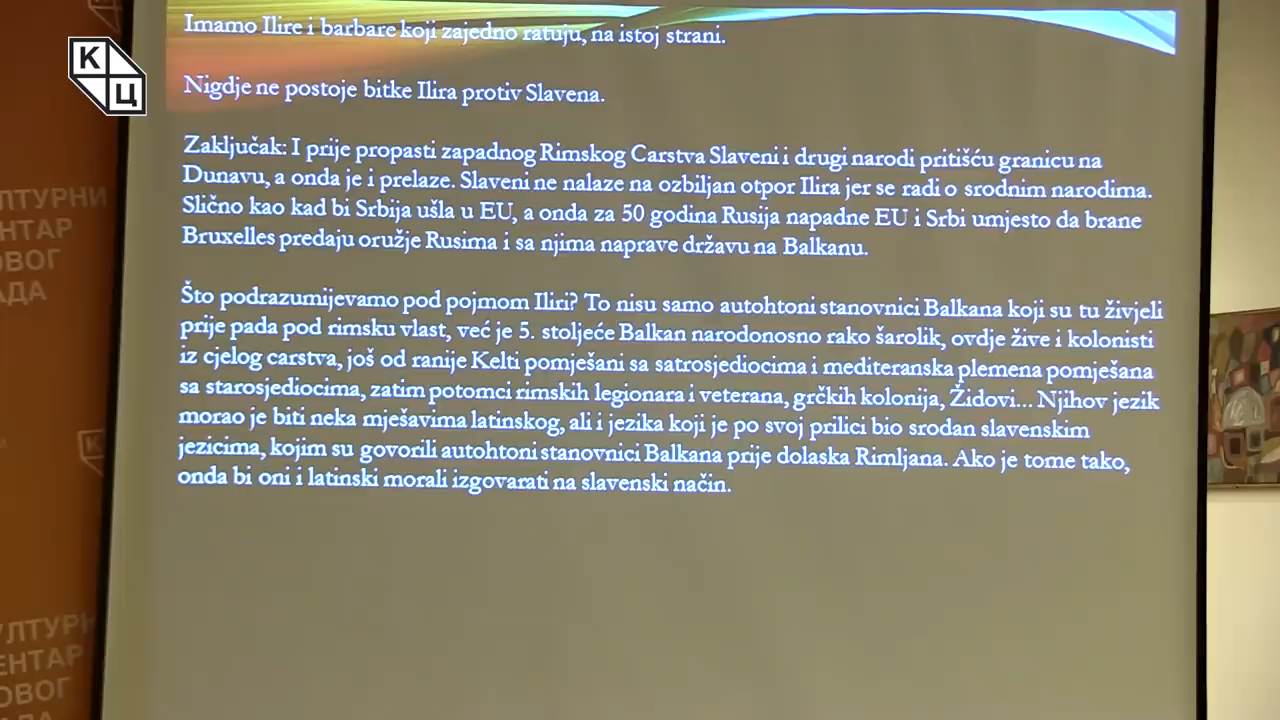 К
Ц
Imamo Ilire i barbare koji zajedno ratuju, na istoj strani.
Nigdje ne postoje bitke Ilira protiv Slavena.
Zaključak: I prije propasti zapadnog Rimskog Carstva Slaveni i drugi narodi pritišću granicu na
Dunavu, a onda je i prelaze. Slaveni ne nalaze na ozbiljan otpor Ilira jer se radi o srodnim narodima.
Slično kao kad bi Srbija ušla u EU, a onda za 50 godina Rusija napadne EU i Srbi umjesto da brane
Bruxelles predaju oružje Rusima i sa njima naprave državu na Balkanu.
Što podrazumijevamo pod pojmom Iliri? To nisu samo autohtoni stanovnici Balkana koji su tu živjeli
prije pada pod rimsku vlast, već je 5. stoljeće Balkan narodonosno rako šarolik, ovdje žive i kolonisti
iz cjelog carstva, još od ranije Kelti pomješani sa satrosjediocima i mediteranska plemena pomješana
sa starosjediocima, zatim potomci rimskih legionara i veterana, grčkih kolonija, Židovi... Njihov jezik
morao je biti neka mješavima latinskog, ali i jezika koji je po svoj prilici bio srodan slavenskim
jezicima, kojim su govorili autohtoni stanovnici Balkana prije dolaska Rimljana. Ako je tome tako,
onda bi oni i latinski morali izgovarati na slavenski način.
ЛТУРНИ
НТАР
ОВОГ
АДА
УЛТУРН
ЕНТАР
ОВОГ
АДА